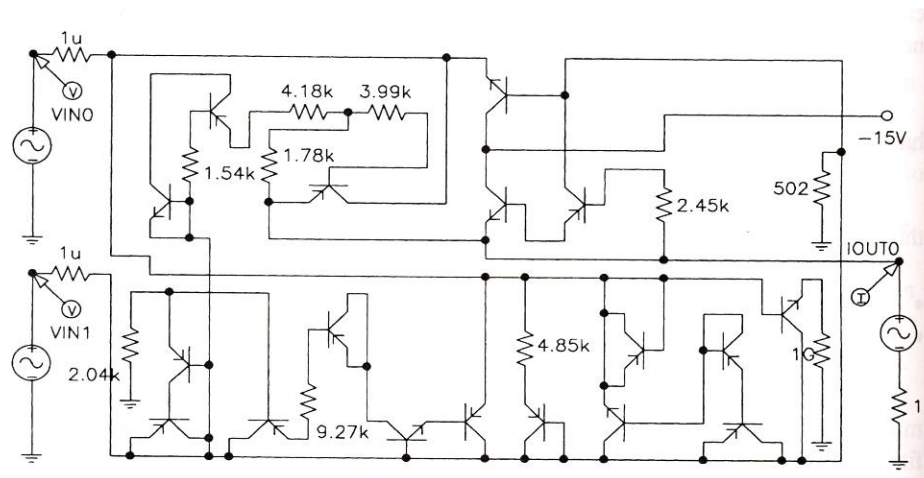 1u
V
VIN0
4.18k
3.99k
1.54k
1.78k
2.45k
-15V
502
IOUT0
I
1u
V
VIN1
2.04k
9.27k
4.85k
1G
1